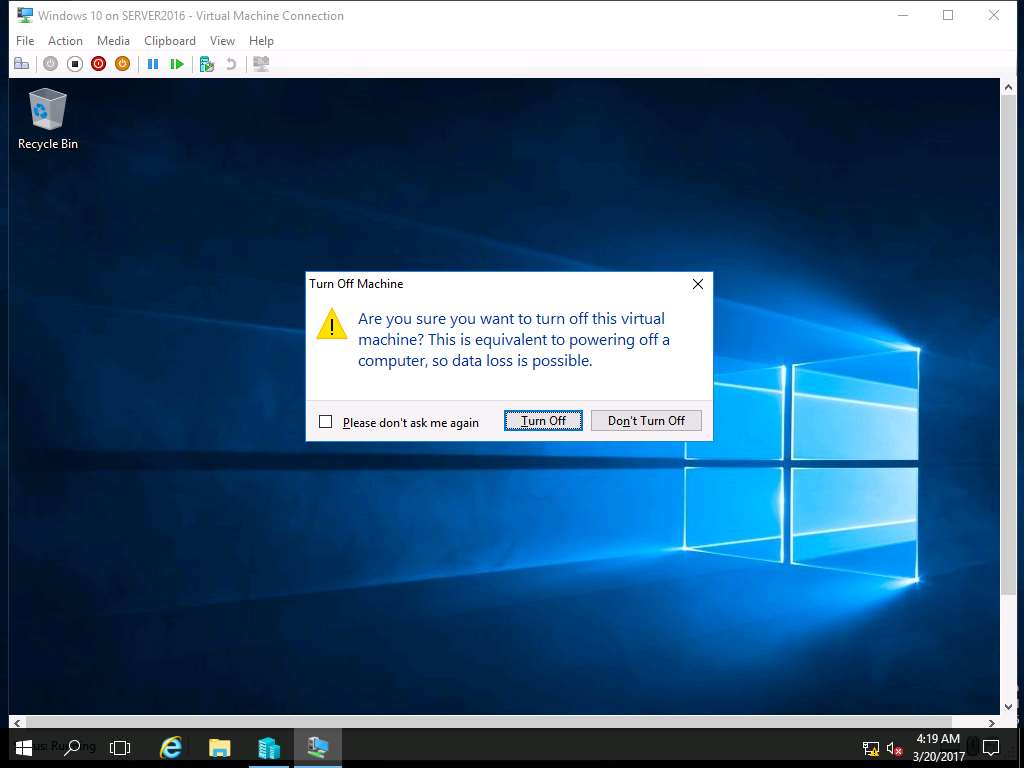 Windows 10 on SERVER2016 - Virtual Machine Connection
File Action Media Clipboard View Help
Recycle Bin
Turn Off Machine
Are you sure you want to turn off this virtual
machine? This is equivalent to powering off a
computer, so data loss is possible.
Please don't ask me again
Turn Off
Don't Turn Off
4:19 AM
3/20/2017